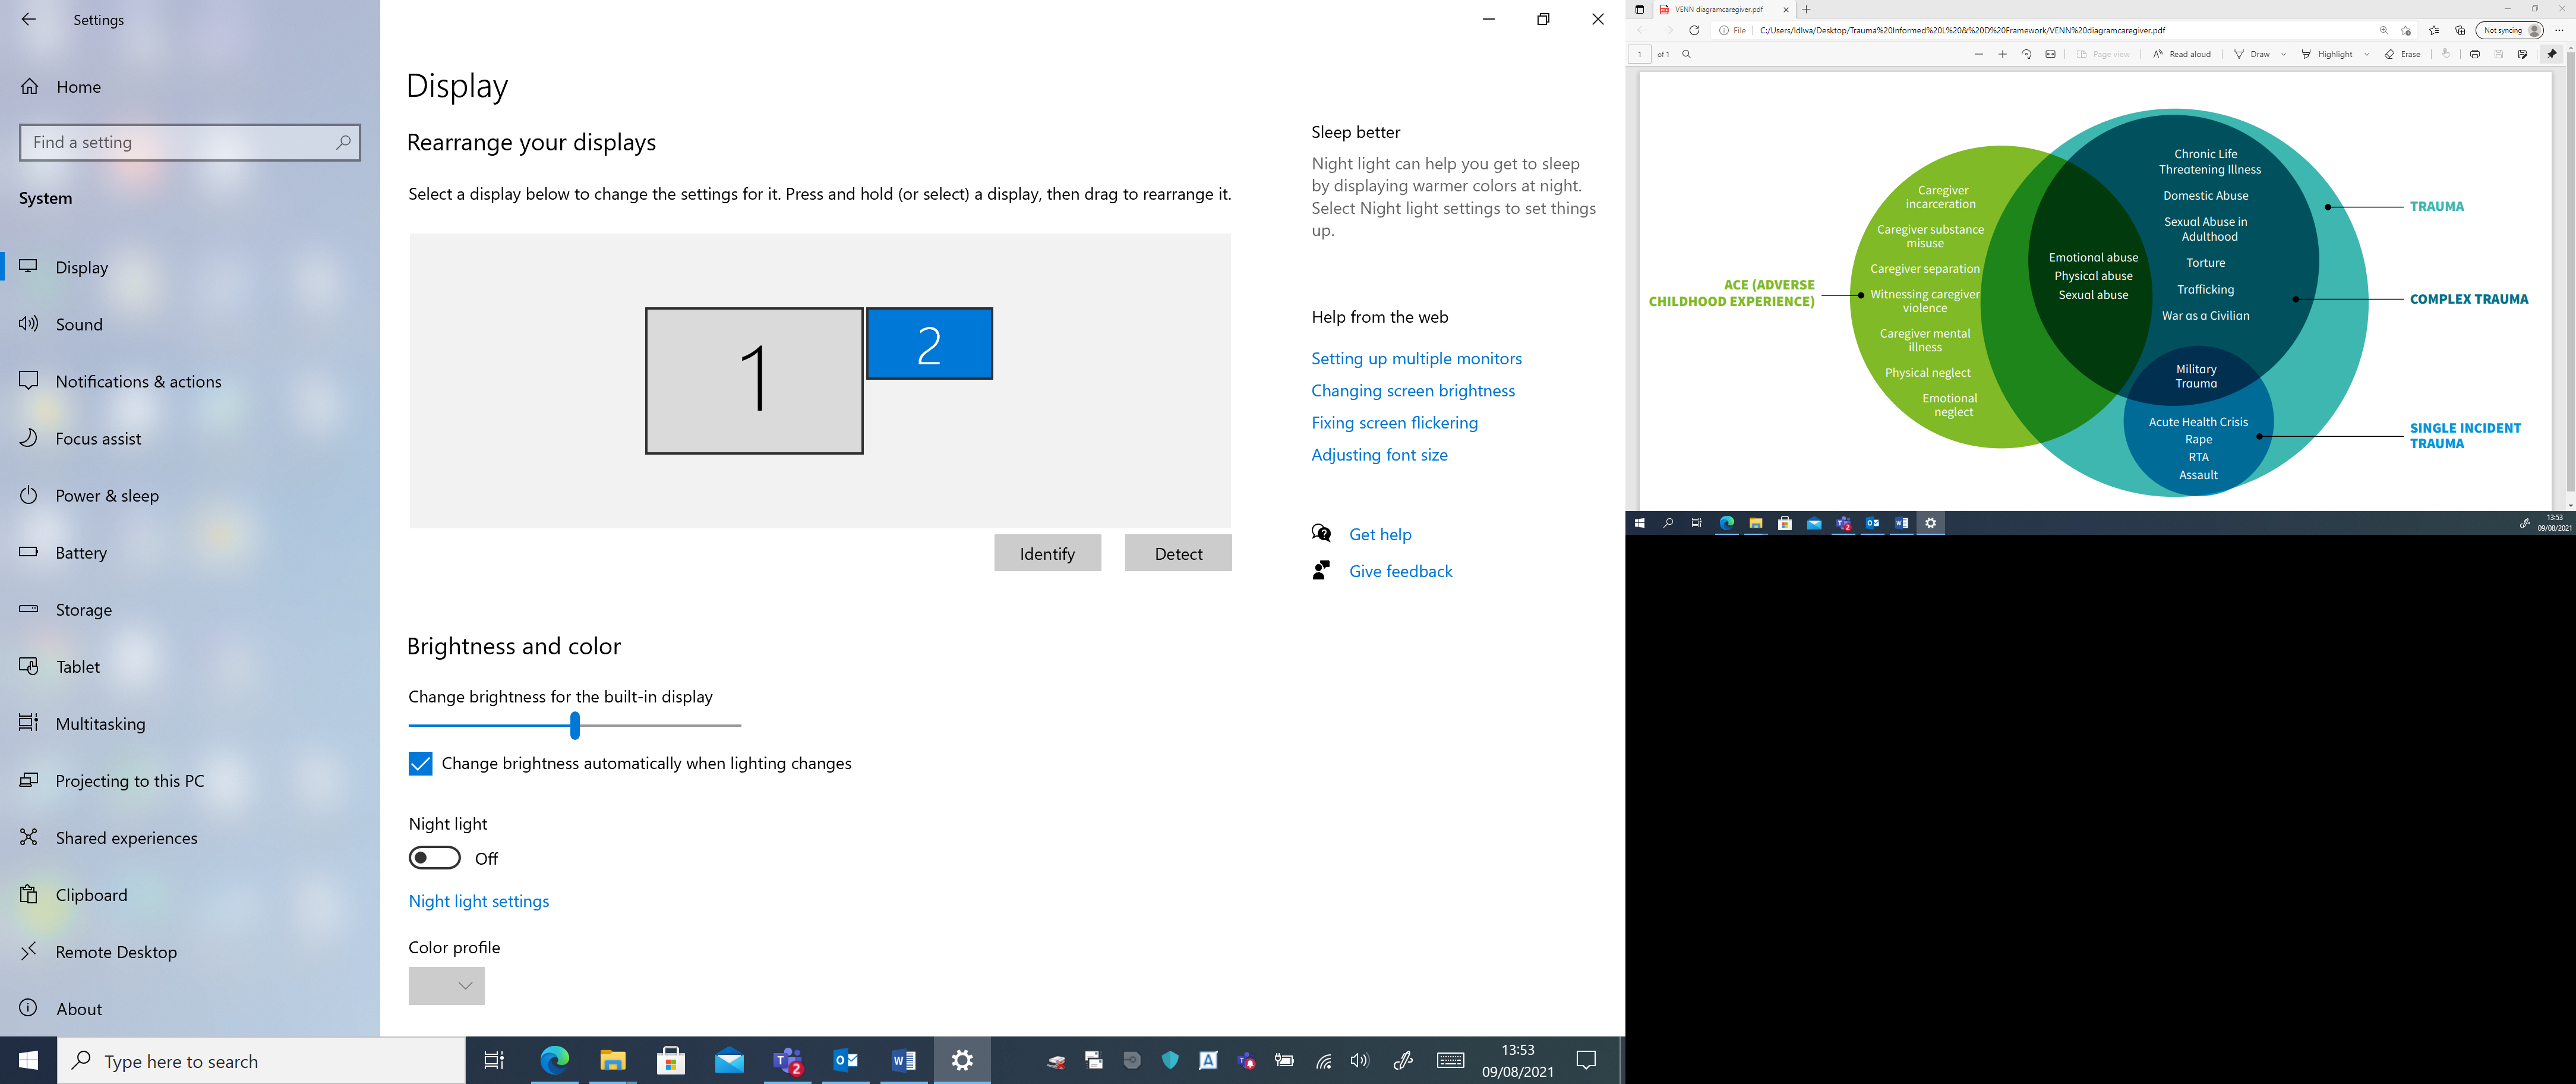 Settings
Home
Find a setting
System
Display
Sound
Notifications & actions
Focus assist
Power & sleep
Battery
Storage
Tablet
Multitasking
Projecting to this PC
Shared experiences
Clipboard
Remote Desktop
About
Display
Rearrange your displays
Select a display below to change the settings for it. Press and hold (or select) a display, then drag to rearrange it.
1
2
Identify
Detect
Brightness and color
Change brightness for the built-in display
Change brightness automatically when lighting changes
Night light
Off
Night light settings
Color profile
Sleep better
Night light can help you get to sleep
by displaying warmer colors at night.
Select Night light settings to set things
up.
Help from the web
Setting up multiple monitors
Changing screen brightness
Fixing screen flickering
Adjusting font size
Get help
Give feedback
Type here to search
2
13:53
09/08/2021
VENN diagramcaregiver.pdf
File
C:/Users/ldlwa/Desktop/Trauma%20Informed%20L%20&%20D%20Framework/VENN%20diagramcaregiver.pdf
Not syncing
1
of 1
Page view
Read aloud
Draw
Highlight
Erase
ACE (ADVERSE
CHILDHOOD EXPERIENCE)
Caregiver
incarceration
Caregiver substance
misuse
Caregiver separation
Witnessing caregiver
violence
Caregiver mental
illness
Physical neglect
Emotional
neglect
Emotional abuse
Physical abuse
Sexual abuse
Chronic Life
Threatening Illness
Domestic Abuse
Sexual Abuse in
Adulthood
Torture
Trafficking
War as a Civilian
Military
Trauma
Acute Health Crisis
Rape
RTA
Assault
TRAUMA
COMPLEX TRAUMA
SINGLE INCIDENT
TRAUMA
13:53
09/08/2021